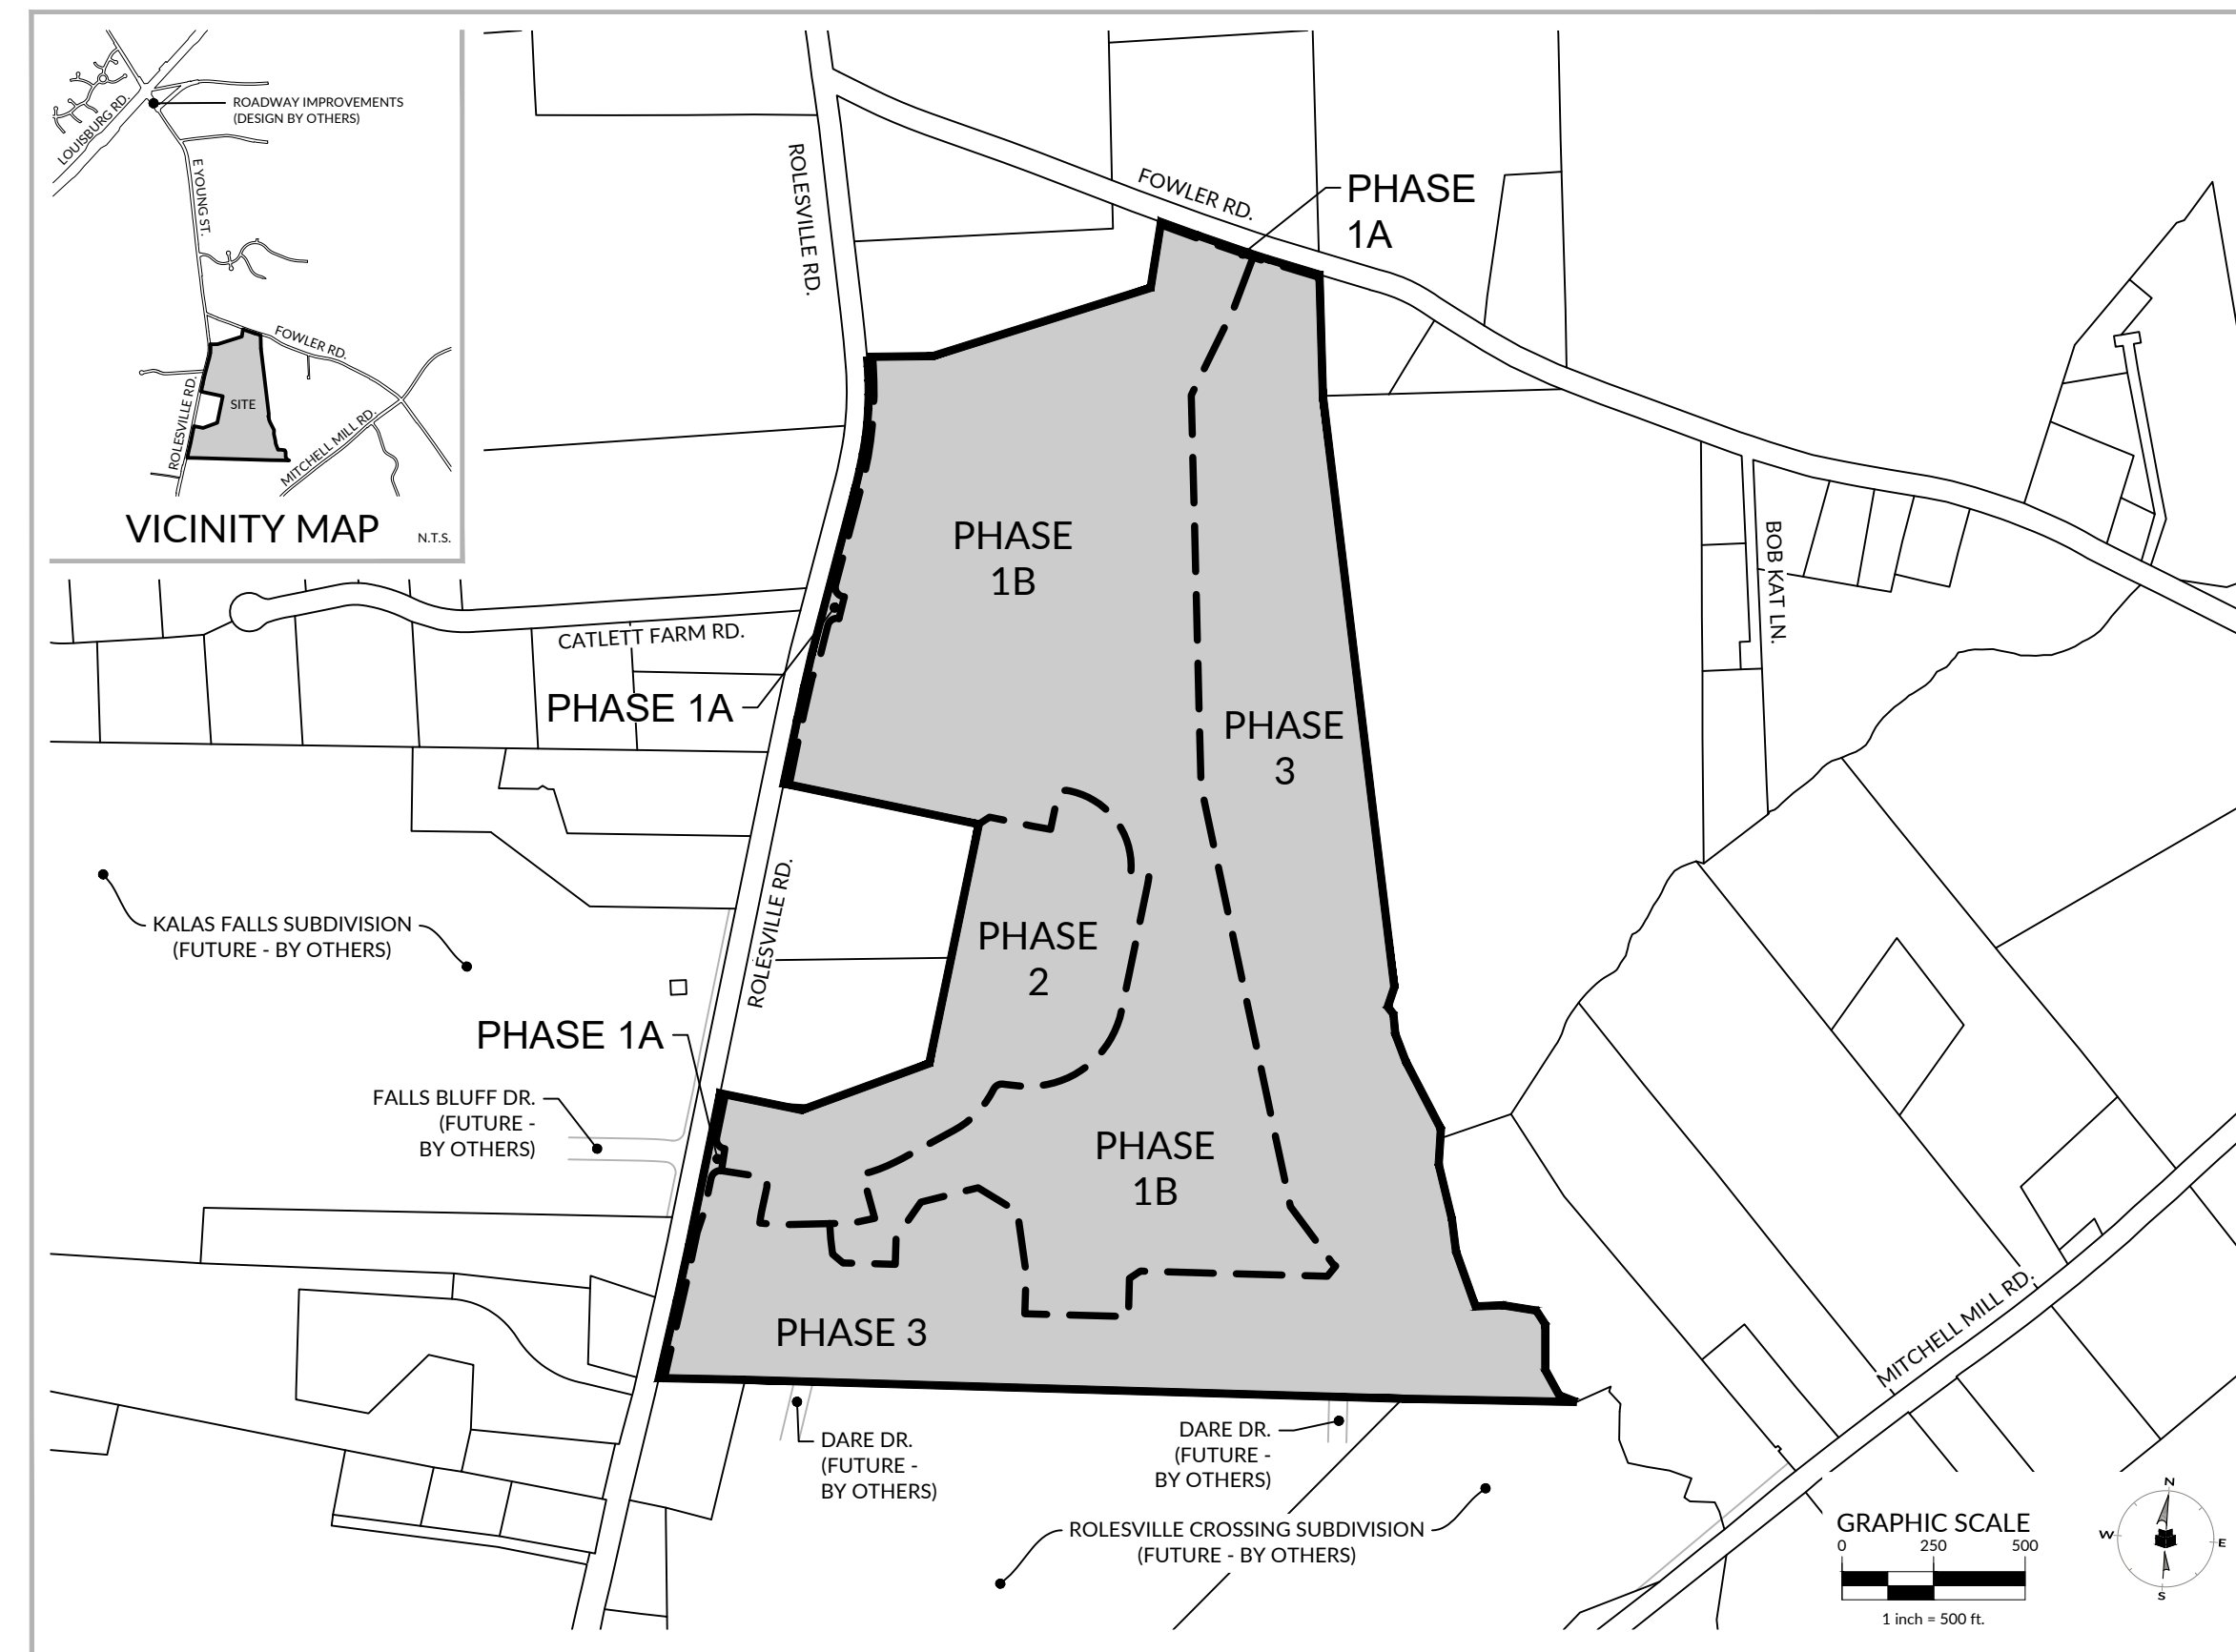 ROADWAY IMPROVEMENTS
(DESIGN BY OTHERS)
LOUISBURG RD.
E YOUNG ST.
FOWLER RD.
SITE
ROLESVILLE RD.
MITCHELL MILL RD.
VICINITY MAP
N.T.S.
ROLESVILLE RD.
FOWLER RD.
PHASE
1A
PHASE
1B
BOB KAT LN.
CATLETT FARM RD.
PHASE 1A
PHASE
3
ROLESVILLE RD.
KALAS FALLS SUBDIVISION
(FUTURE - BY OTHERS)
PHASE
2
PHASE 1A
FALLS BLUFF DR.
(FUTURE -
BY OTHERS)
PHASE
1B
PHASE 3
MITCHELL MILL RD.
DARE DR.
(FUTURE -
BY OTHERS)
DARE DR.
(FUTURE -
BY OTHERS)
ROLESVILLE CROSSING SUBDIVISION
(FUTURE - BY OTHERS)
GRAPHIC SCALE
0 250 500
1 inch = 500 ft.
N
W
E
S